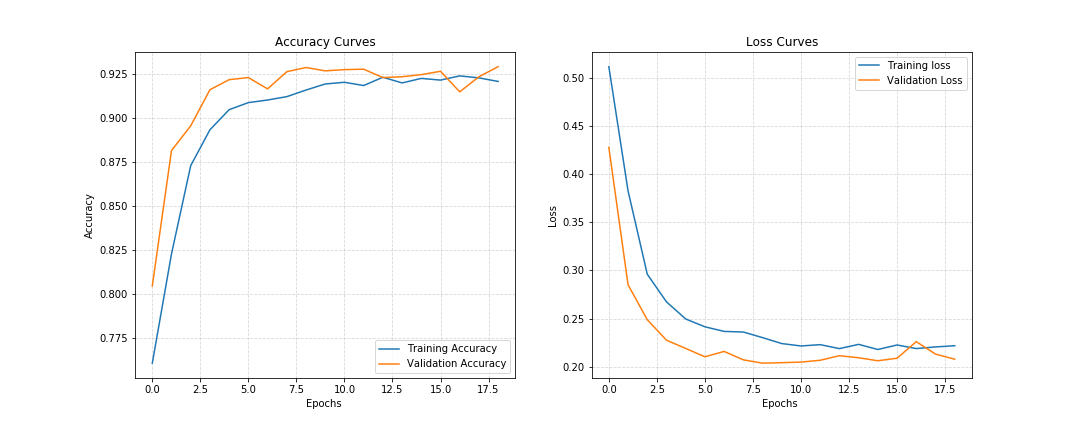 Accuracy Curves
0.925
0.900
0.875
0.850
0.825
0.800
0.775
Accuracy
0.0 2.5 5.0 7.5 10.0 12.5 15.0 17.5
Epochs
Training Accuracy
Validation Accuracy
Loss Curves
0.50
0.45
0.40
0.35
0.30
0.25
0.20
Loss
0.0 2.5 5.0 7.5 10.0 12.5 15.0 17.5
Epochs
Training loss
Validation Loss